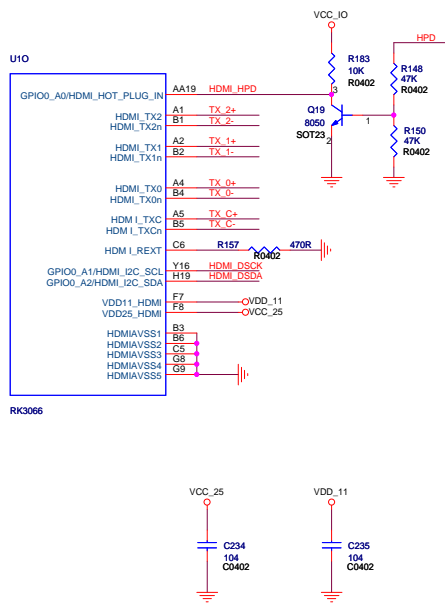 VCC_IO
HPD
U1O
R183
10K
R0402
R148
47K
R0402
3
AA19 HDMI_HPD
GPIO0_A0/HDMI_HOT_PLUG_IN
Q19
8050
SOT23
1
2
R150
47K
R0402
HDMI_TX2 A1 TX_2+
HDMI_TX2n B1 TX_2-
HDMI_TX1 A2 TX_1+
HDMI_TX1n B2 TX_1-
HDMI_TX0 A4 TX_0+
HDMI_TX0n B4 TX_0-
HDM I_TXC A5 TX_C+
HDM I_TXCn B5 TX_C-
HDM I_REXT C6 R157 470R
R0402
GPIO0_A1/HDMI_I2C_SCL Y16 HDMI_DSCK
GPIO0_A2/HDMI_I2C_SDA H19 HDMI_DSDA
VDD11_HDMI F7 VDD_11
VDD25_HDMI F8 VCC_25
HDMIAVSS1 B3
HDMIAVSS2 B6
HDMIAVSS3 C5
HDMIAVSS4 G8
HDMIAVSS5 G9
RK3066
VCC_25
VDD_11
C234
104
C0402
C235
104
C0402